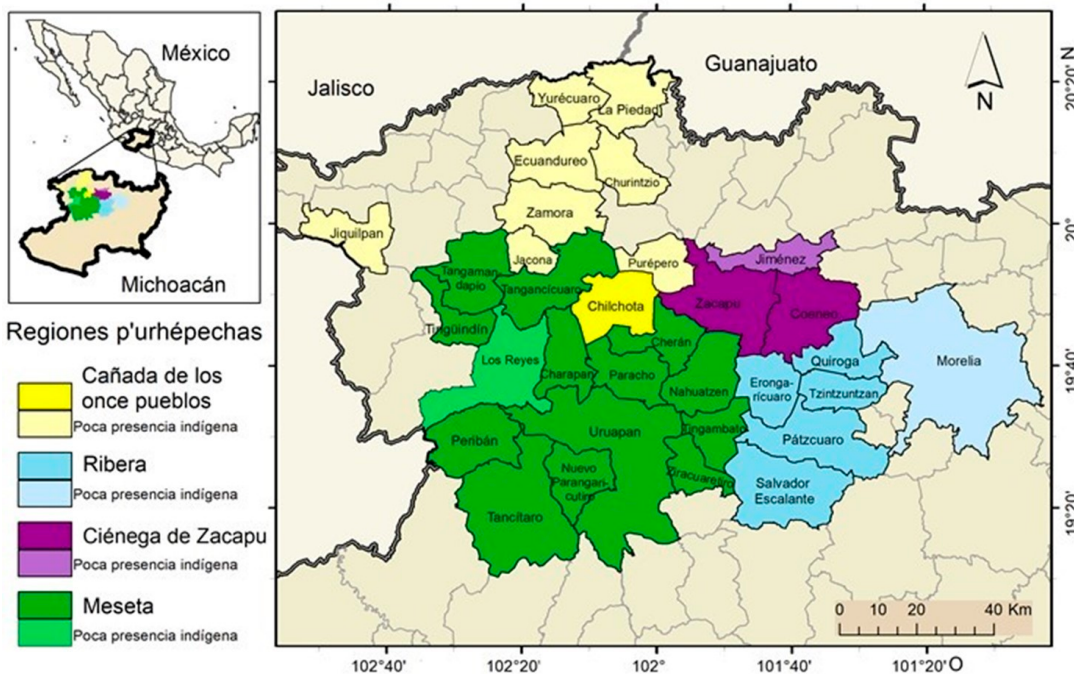 México
Michoacán
Regiones p'urhépechas
Cañada de los
once pueblos
Poca presencia indígena
Ribera
Poca presencia indígena
Ciénega de Zacapu
Poca presencia indígena
Meseta
Poca presencia indígena
Jalisco
Guanajuato
N
Yurécuaro
La Piedad
Ecuandureo
Churintzio
Zamora
Jiquilpan
Jacona
Purépero
Jiménez
Tangaman
dapio
Tangancícuaro
Chilchota
Zacapu
Coeneo
Tingüindín
Cherán
Los Reyes
Charapan
Paracho
Nahuatzen
Quiroga
Morelia
Eronga-
rícuaro
Tzintzuntzan
Peribán
Uruapan
Tingambato
Pátzcuaro
Nuevo
Parangari-
cutim
Ziracuaretiro
Salvador
Escalante
Tancítaro
0 10 20 40 Km
20°20' N
20°
19°40'
19°20'
102°40' 102°20' 102° 101°40' 101°20' O